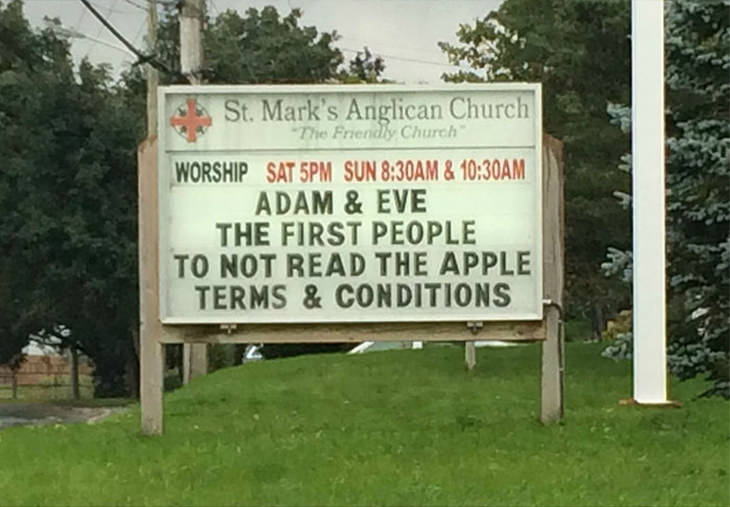 St. Mark's Anglican Church
"The Friendly Church"
WORSHIP SAT 5PM SUN 8:30AM & 10:30AM
ADAM & EVE
THE FIRST PEOPLE
TO NOT READ THE APPLE
TERMS & CONDITIONS